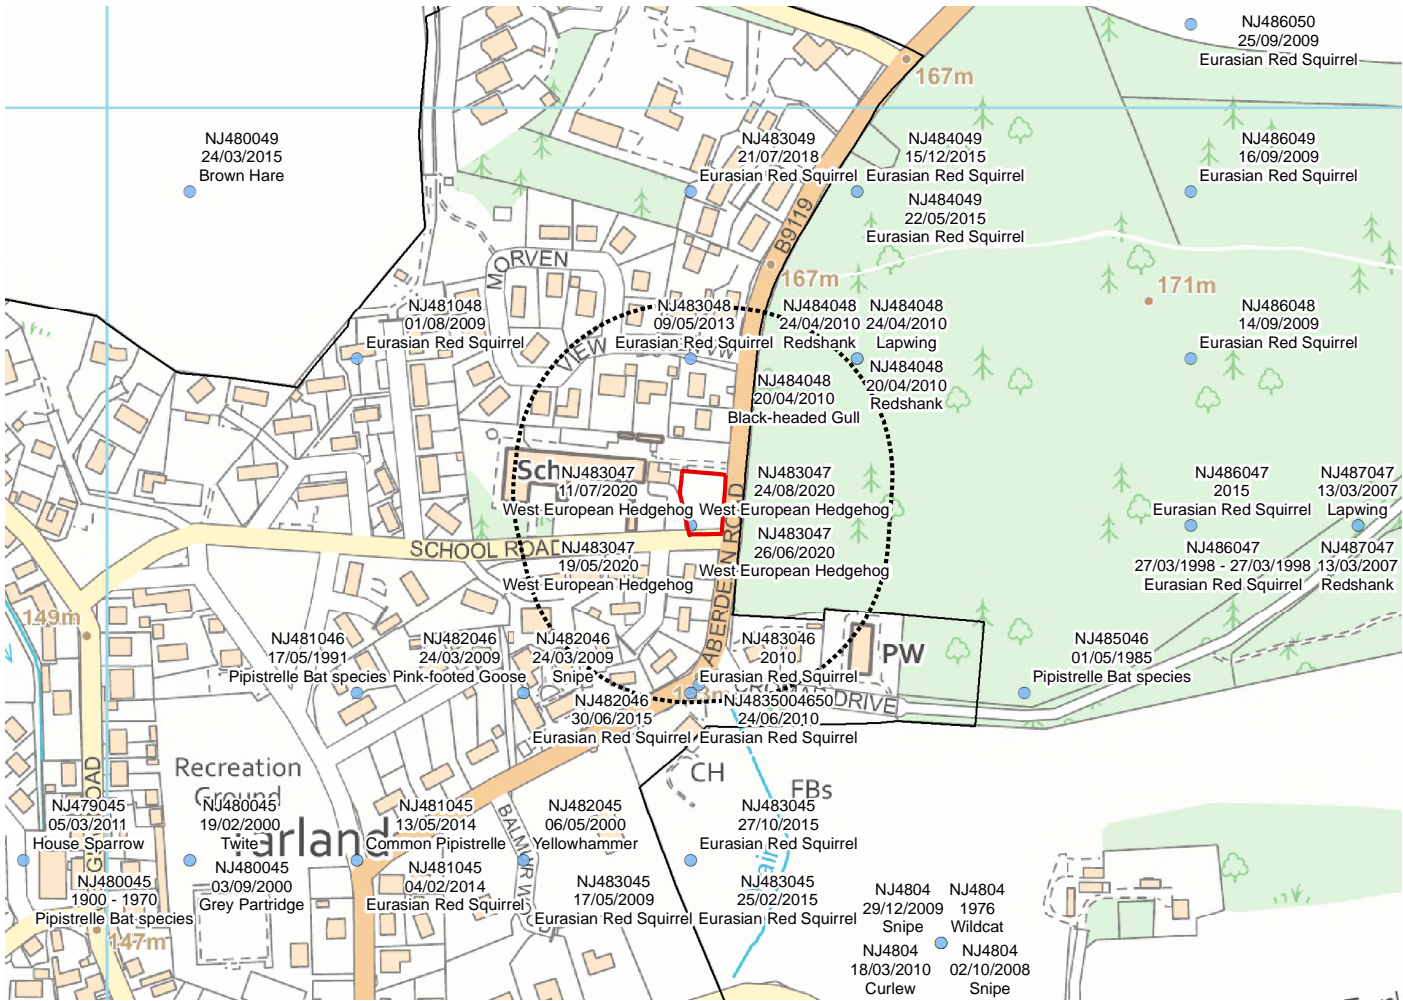 NJ486050
25/09/2009
Eurasian Red Squirrel
167m
NJ480049
24/03/2015
Brown Hare
NJ483049
21/07/2018
Eurasian Red Squirrel
NJ484049
15/12/2015
Eurasian Red Squirrel
NJ486049
16/09/2009
Eurasian Red Squirrel
NJ484049
22/05/2015
Eurasian Red Squirrel
B9119
MORVEN
167m
171m
NJ481048
01/08/2009
Eurasian Red Squirrel
NJ483048
09/05/2013
Eurasian Red Squirrel
NJ484048
24/04/2010
Redshank
NJ484048
24/04/2010
Lapwing
NJ486048
14/09/2009
Eurasian Red Squirrel
VIEW
NJ484048
20/04/2010
Black-headed Gull
NJ484048
20/04/2010
Redshank
NJ483047
11/07/2020
West European Hedgehog
NJ483047
24/08/2020
West European Hedgehog
NJ486047
2015
Eurasian Red Squirrel
NJ487047
13/03/2007
Lapwing
SCHOOL ROAD
ABERDEEN ROAD
NJ483047
19/05/2020
West European Hedgehog
NJ483047
26/06/2020
West European Hedgehog
NJ486047
27/03/1998 - 27/03/1998
Eurasian Red Squirrel
NJ487047
13/03/2007
Redshank
149m
NJ481046
17/05/1991
Pipistrelle Bat species
NJ482046
24/03/2009
Pink-footed Goose
NJ482046
24/03/2009
Snipe
NJ483046
2010
Eurasian Red Squirrel
PW
NJ485046
01/05/1985
Pipistrelle Bat species
DRIVE
NJ482046
30/06/2015
Eurasian Red Squirrel
NJ4835004650
24/06/2010
Eurasian Red Squirrel
Recreation
Ground
CH
FBs
Tarland
BALMUIR
NJ479045
05/03/2011
House Sparrow
NJ480045
19/02/2000
Twite
NJ481045
13/05/2014
Common Pipistrelle
NJ482045
06/05/2000
Yellowhammer
NJ483045
27/10/2015
Eurasian Red Squirrel
NJ480045
1900 - 1970
Pipistrelle Bat species
NJ480045
03/09/2000
Grey Partridge
NJ481045
04/02/2014
Eurasian Red Squirrel
NJ483045
17/05/2009
Eurasian Red Squirrel
NJ483045
25/02/2015
Eurasian Red Squirrel
147m
NJ4804
29/12/2009
Snipe
NJ4804
1976
Wildcat
NJ4804
18/03/2010
Curlew
NJ4804
02/10/2008
Snipe